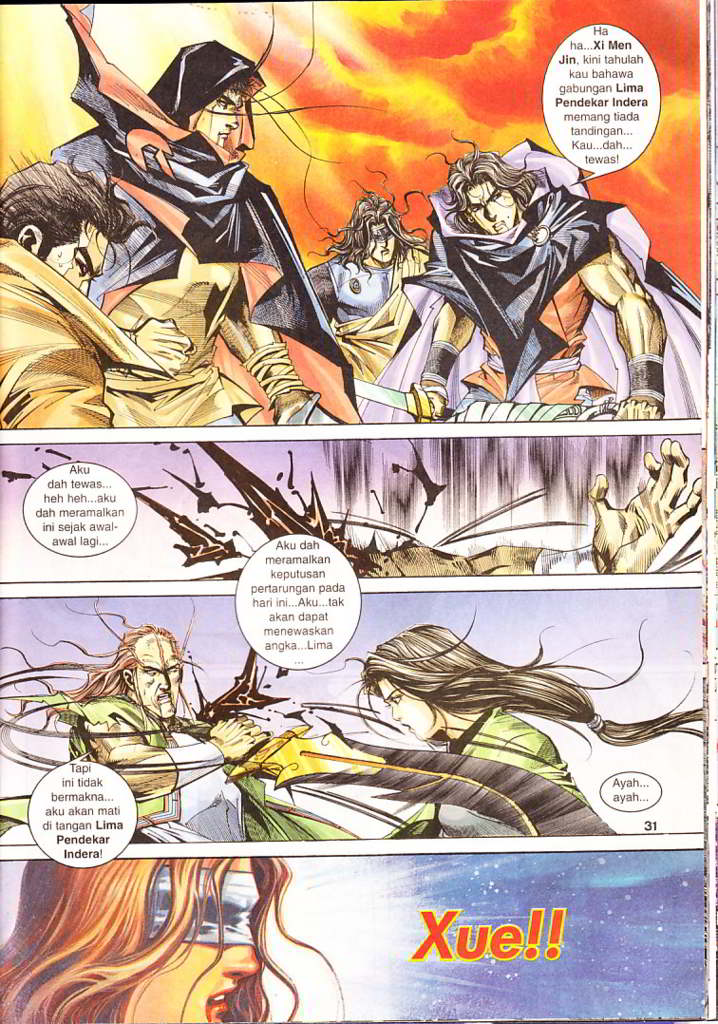 Ha
ha...Xi Men
Jin, kini tahulah
kau bahawa
gabungan Lima
Pendekar Indera
memang tiada
tandingan...
Kau...dah...
tewas!
Aku
dah tewas...
heh heh...aku
dah meramalkan
ini sejak awal-
awal lagi...
Aku dah
meramalkan
keputusan
pertarungan pada
hari ini...Aku...tak
akan dapat
menewaskan
angka...Lima
...
Tapi
ini tidak
bermakna...
aku akan mati
di tangan Lima
Pendekar
Indera!
Ayah...
ayah...
31
Xue!!